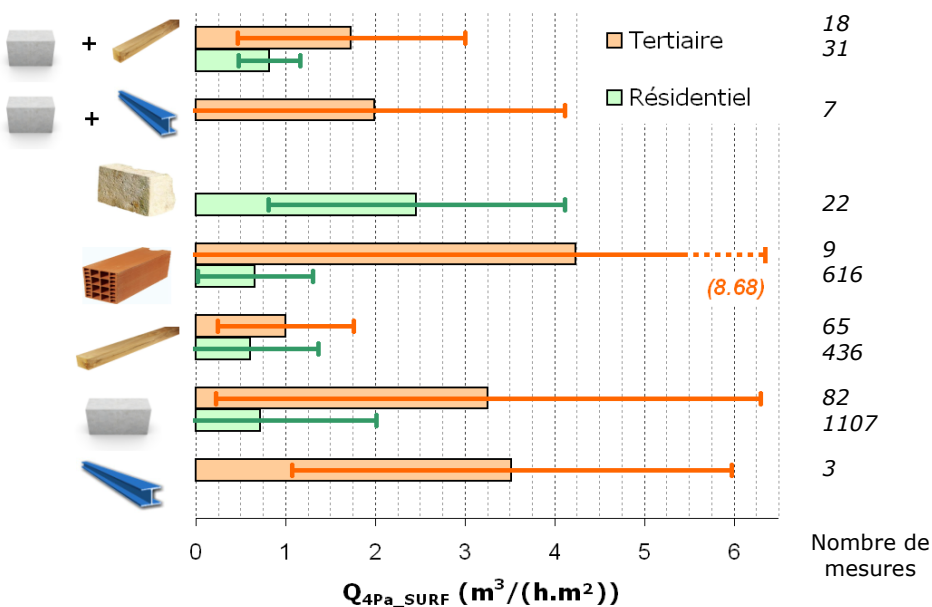 +
18
Tertiaire
31
+
Résidentiel
7
22
9
(8.68)
616
65
436
82
1107
3
0 1 2 3 4 5 6
Nombre de
mesures
Q4Pa_SURF (m³/(h.m²))